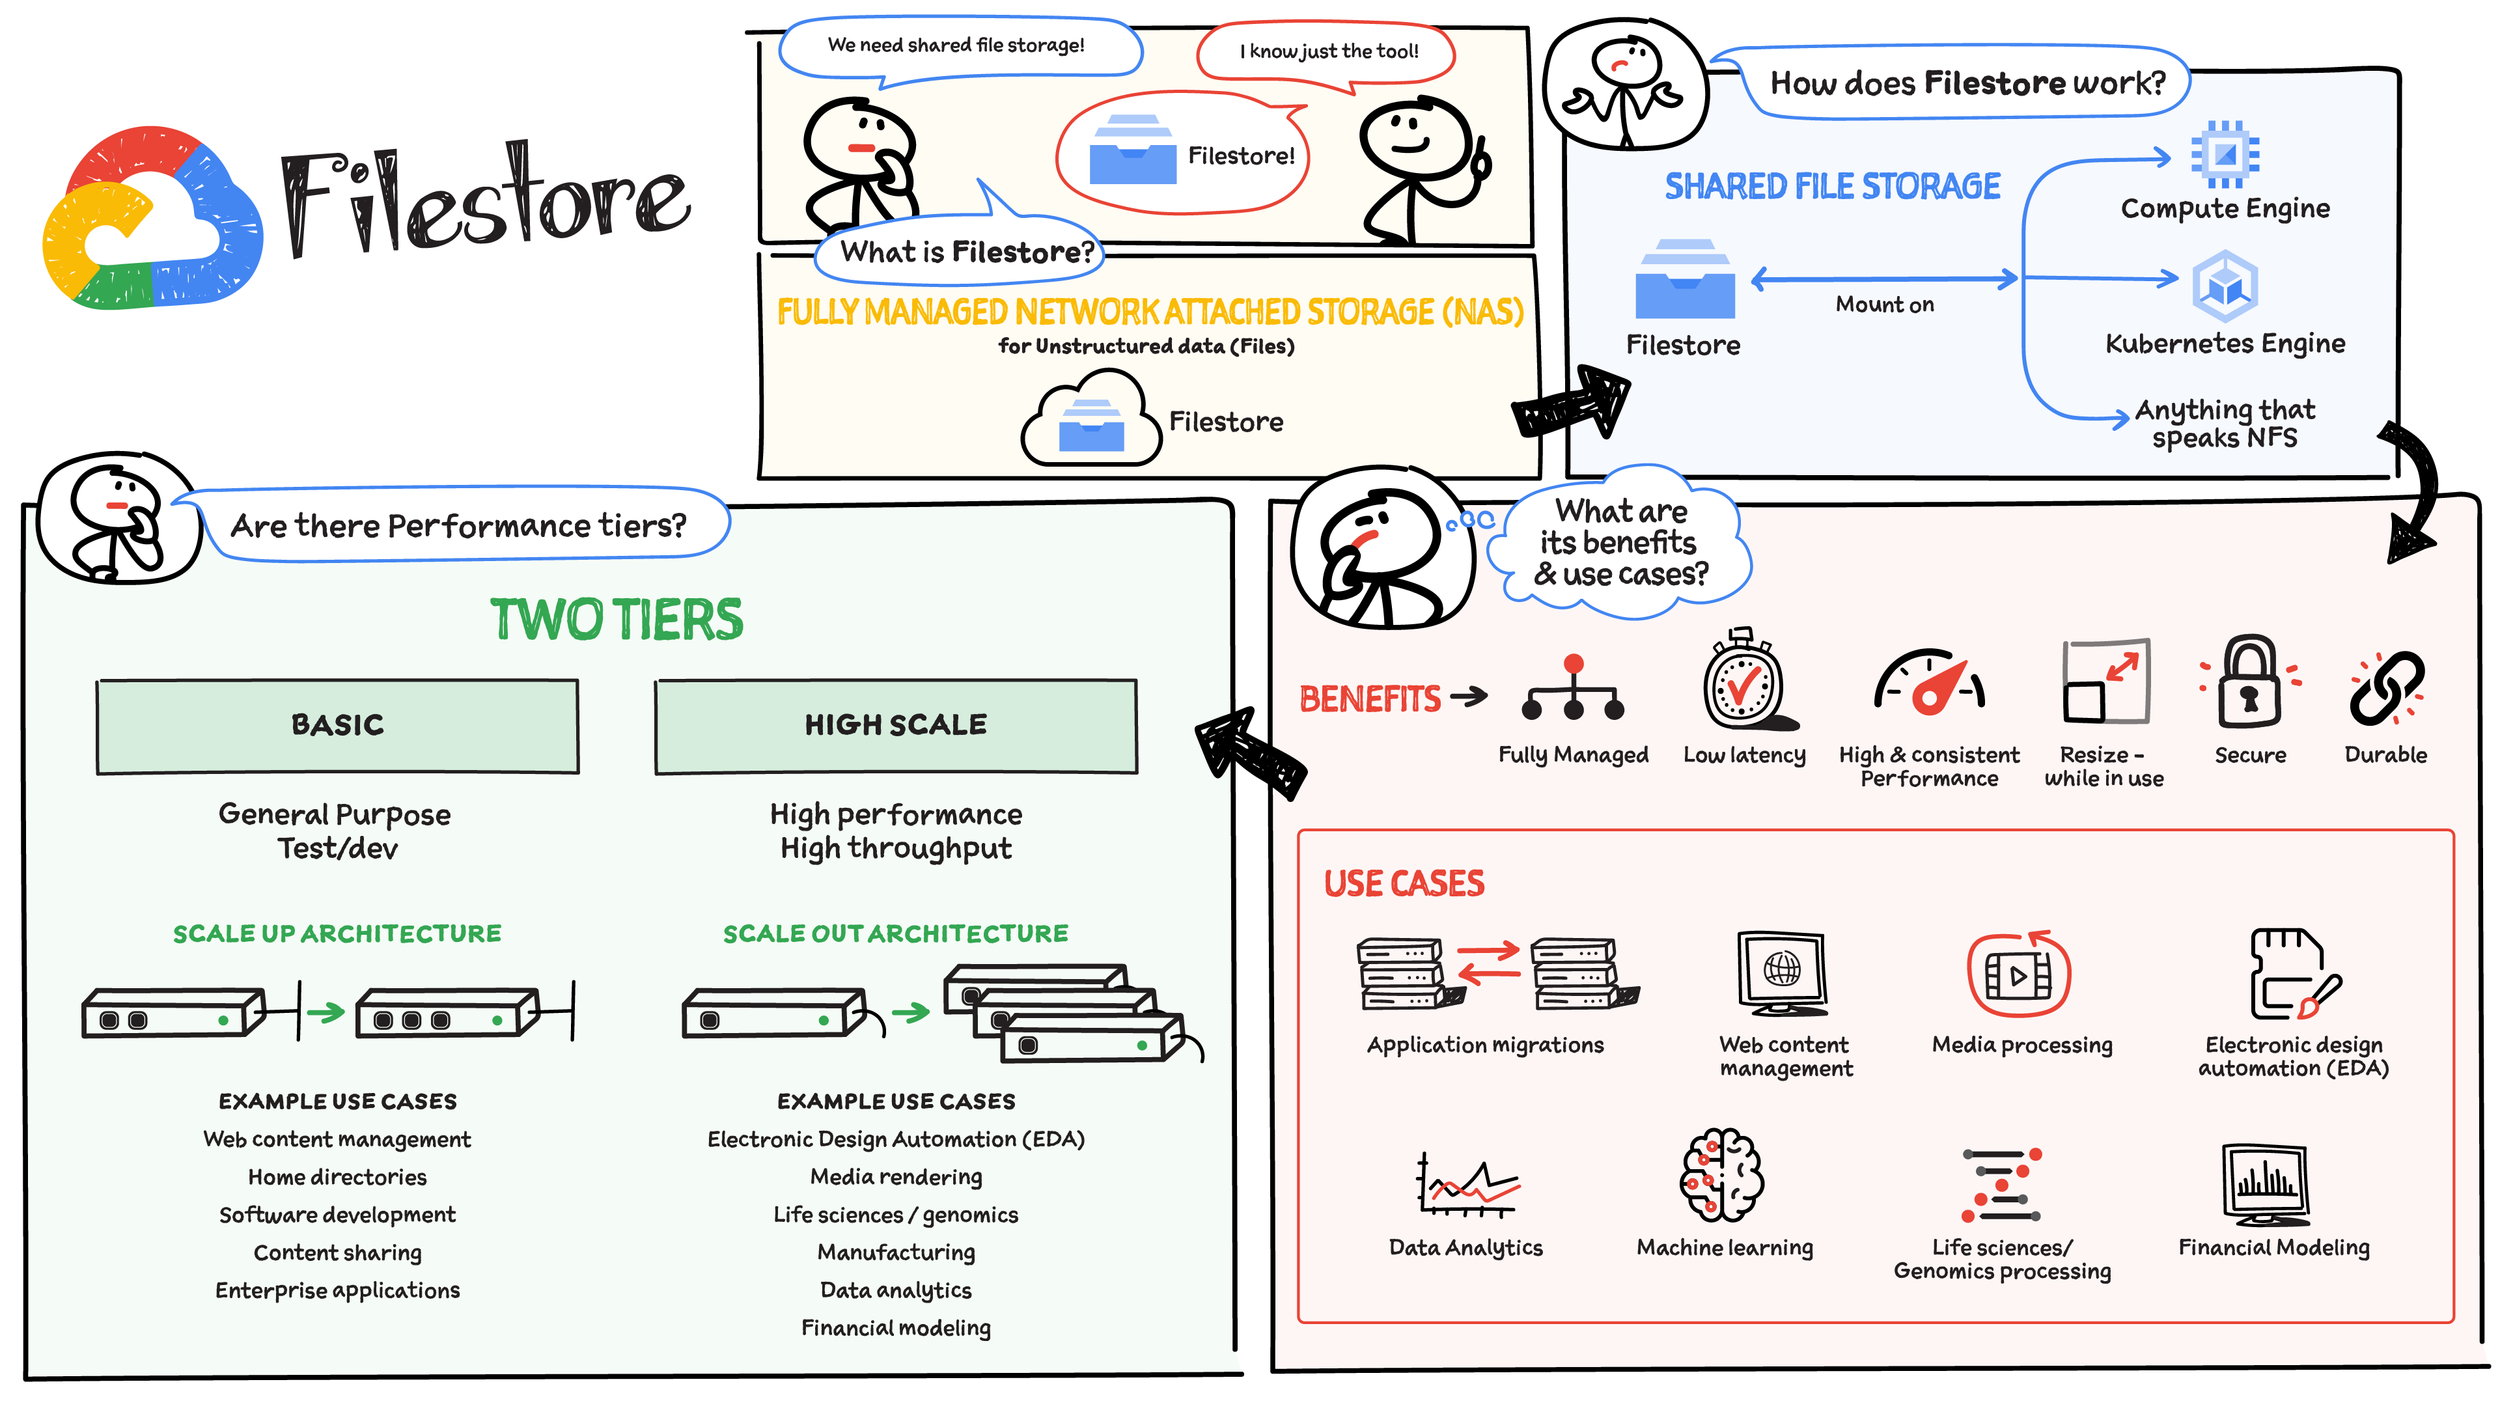 Filestore
We need shared file storage!
I know just the tool!
Filestore!
What is Filestore?
FULLY MANAGED NETWORK ATTACHED STORAGE (NAS)
for Unstructured data (Files)
Filestore
How does Filestore work?
SHARED FILE STORAGE
Filestore
Mount on
Compute Engine
Kubernetes Engine
Anything that
speaks NFS
What are
its benefits
& use cases?
BENEFITS
Fully Managed
Low latency
High & consistent
Performance
Resize -
while in use
Secure
Durable
USE CASES
Application migrations
Web content
management
Media processing
Electronic design
automation (EDA)
Data Analytics
Machine learning
Life sciences/
Genomics processing
Financial Modeling
Are there Performance tiers?
TWO TIERS
BASIC
General Purpose
Test/dev
SCALE UP ARCHITECTURE
EXAMPLE USE CASES
Web content management
Home directories
Software development
Content sharing
Enterprise applications
HIGH SCALE
High performance
High throughput
SCALE OUT ARCHITECTURE
EXAMPLE USE CASES
Electronic Design Automation (EDA)
Media rendering
Life sciences / genomics
Manufacturing
Data analytics
Financial modeling